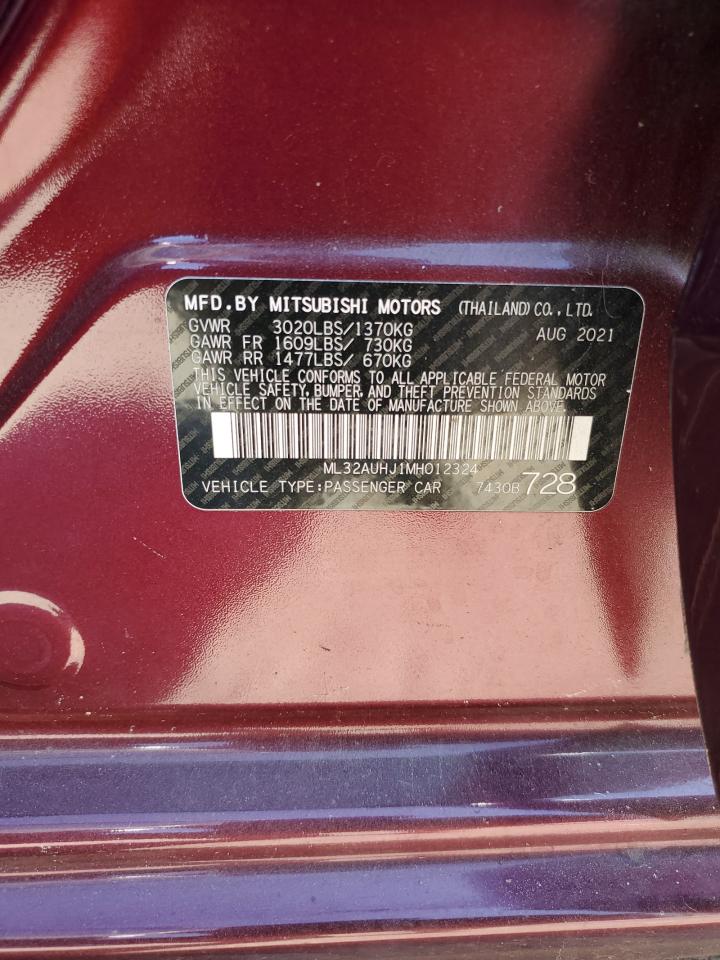 MFD.BY MITSUBISHI MOTORS (THAILAND)CO.,LTD.
GVWR 3020LBS/1370KG AUG 2021
GAWR FR 1609LBS/ 730KG
GAWR RR 1477LBS/ 670KG
THIS VEHICLE CONFORMS TO ALL APPLICABLE FEDERAL MOTOR
VEHICLE SAFETY, BUMPER, AND THEFT PREVENTION STANDARDS
IN EFFECT ON THE DATE OF MANUFACTURE SHOWN ABOVE.
ML32AUHJ1MH012324
VEHICLE TYPE:PASSENGER CAR 7430B 728